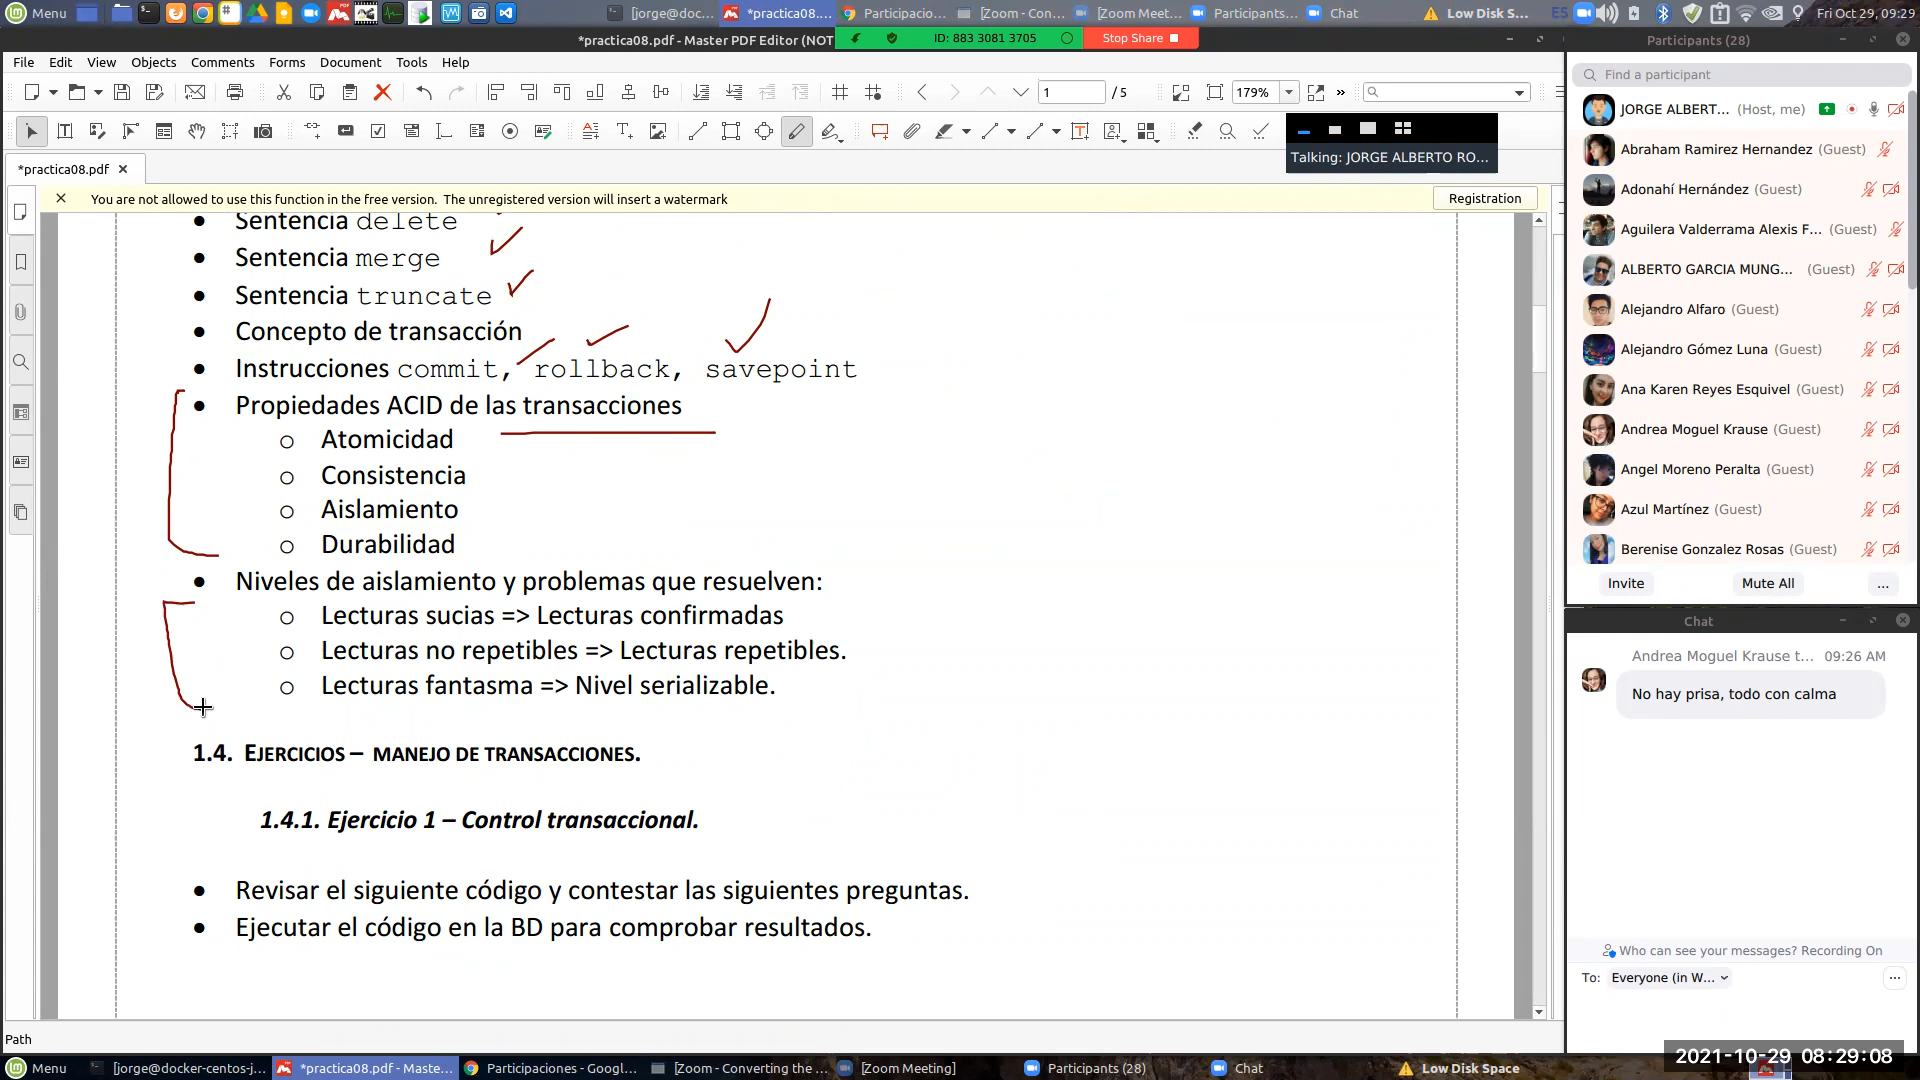 Menu
[jorge@doc...
*practica08.p...
Participacio...
[Zoom - Con...
[Zoom Meet...
Participants...
Chat
Low Disk S...
ES
Fri Oct 29, 09:29
*practica08.pdf - Master PDF Editor (NOT
ID: 883 3081 3705
Stop Share
File Edit View Objects Comments Forms Document Tools Help
1 / 5
179%
Talking: JORGE ALBERTO RO...
*practica08.pdf
You are not allowed to use this function in the free version. The unregistered version will insert a watermark
Registration
• Sentencia delete
• Sentencia merge
• Sentencia truncate
• Concepto de transacción
• Instrucciones commit, rollback, savepoint
• Propiedades ACID de las transacciones
o Atomicidad
o Consistencia
o Aislamiento
o Durabilidad
• Niveles de aislamiento y problemas que resuelven:
o Lecturas sucias => Lecturas confirmadas
o Lecturas no repetibles => Lecturas repetibles.
o Lecturas fantasma => Nivel serializable.
1.4. EJERCICIOS – MANEJO DE TRANSACCIONES.
1.4.1. Ejercicio 1 – Control transaccional.
• Revisar el siguiente código y contestar las siguientes preguntas.
• Ejecutar el código en la BD para comprobar resultados.
Path
Participants (28)
Find a participant
JORGE ALBERT... (Host, me)
Abraham Ramirez Hernandez (Guest)
Adonahí Hernández (Guest)
Aguilera Valderrama Alexis F... (Guest)
ALBERTO GARCIA MUNG... (Guest)
Alejandro Alfaro (Guest)
Alejandro Gómez Luna (Guest)
Ana Karen Reyes Esquivel (Guest)
Andrea Moguel Krause (Guest)
Angel Moreno Peralta (Guest)
Azul Martínez (Guest)
Berenise Gonzalez Rosas (Guest)
Invite
Mute All
...
Chat
Andrea Moguel Krause t... 09:26 AM
No hay prisa, todo con calma
Who can see your messages? Recording On
To: Everyone (in W...
2021-10-29 08:29:08
Menu
[jorge@docker-centos-j...
*practica08.pdf - Maste...
Participaciones - Googl...
[Zoom - Converting the ...
[Zoom Meeting]
Participants (28)
Chat
Low Disk Space